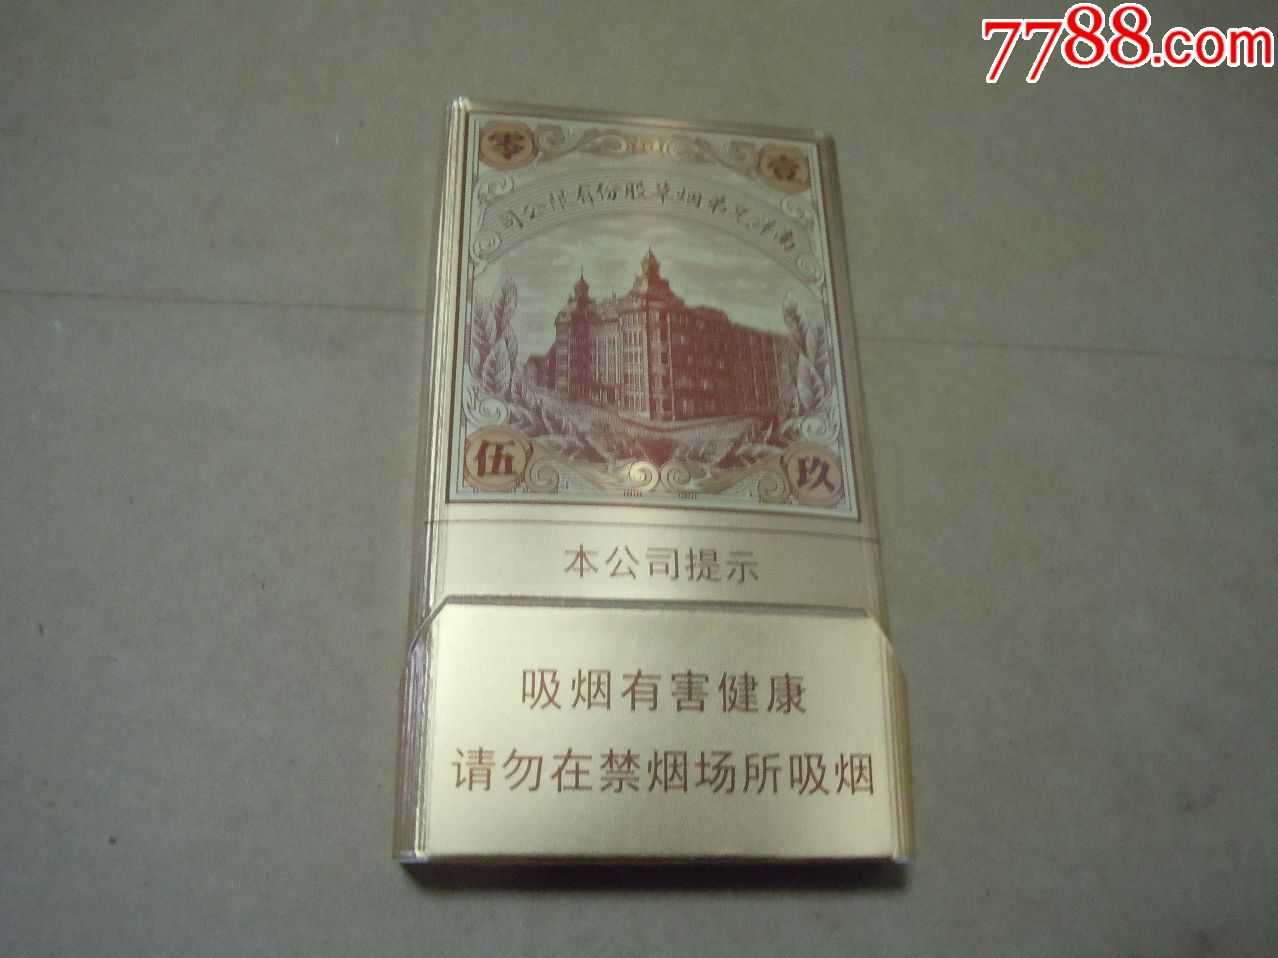 7788.com
零
壹
南洋兄弟烟草股份有限公司
伍
玖
本公司提示
吸烟有害健康
请勿在禁烟场所吸烟